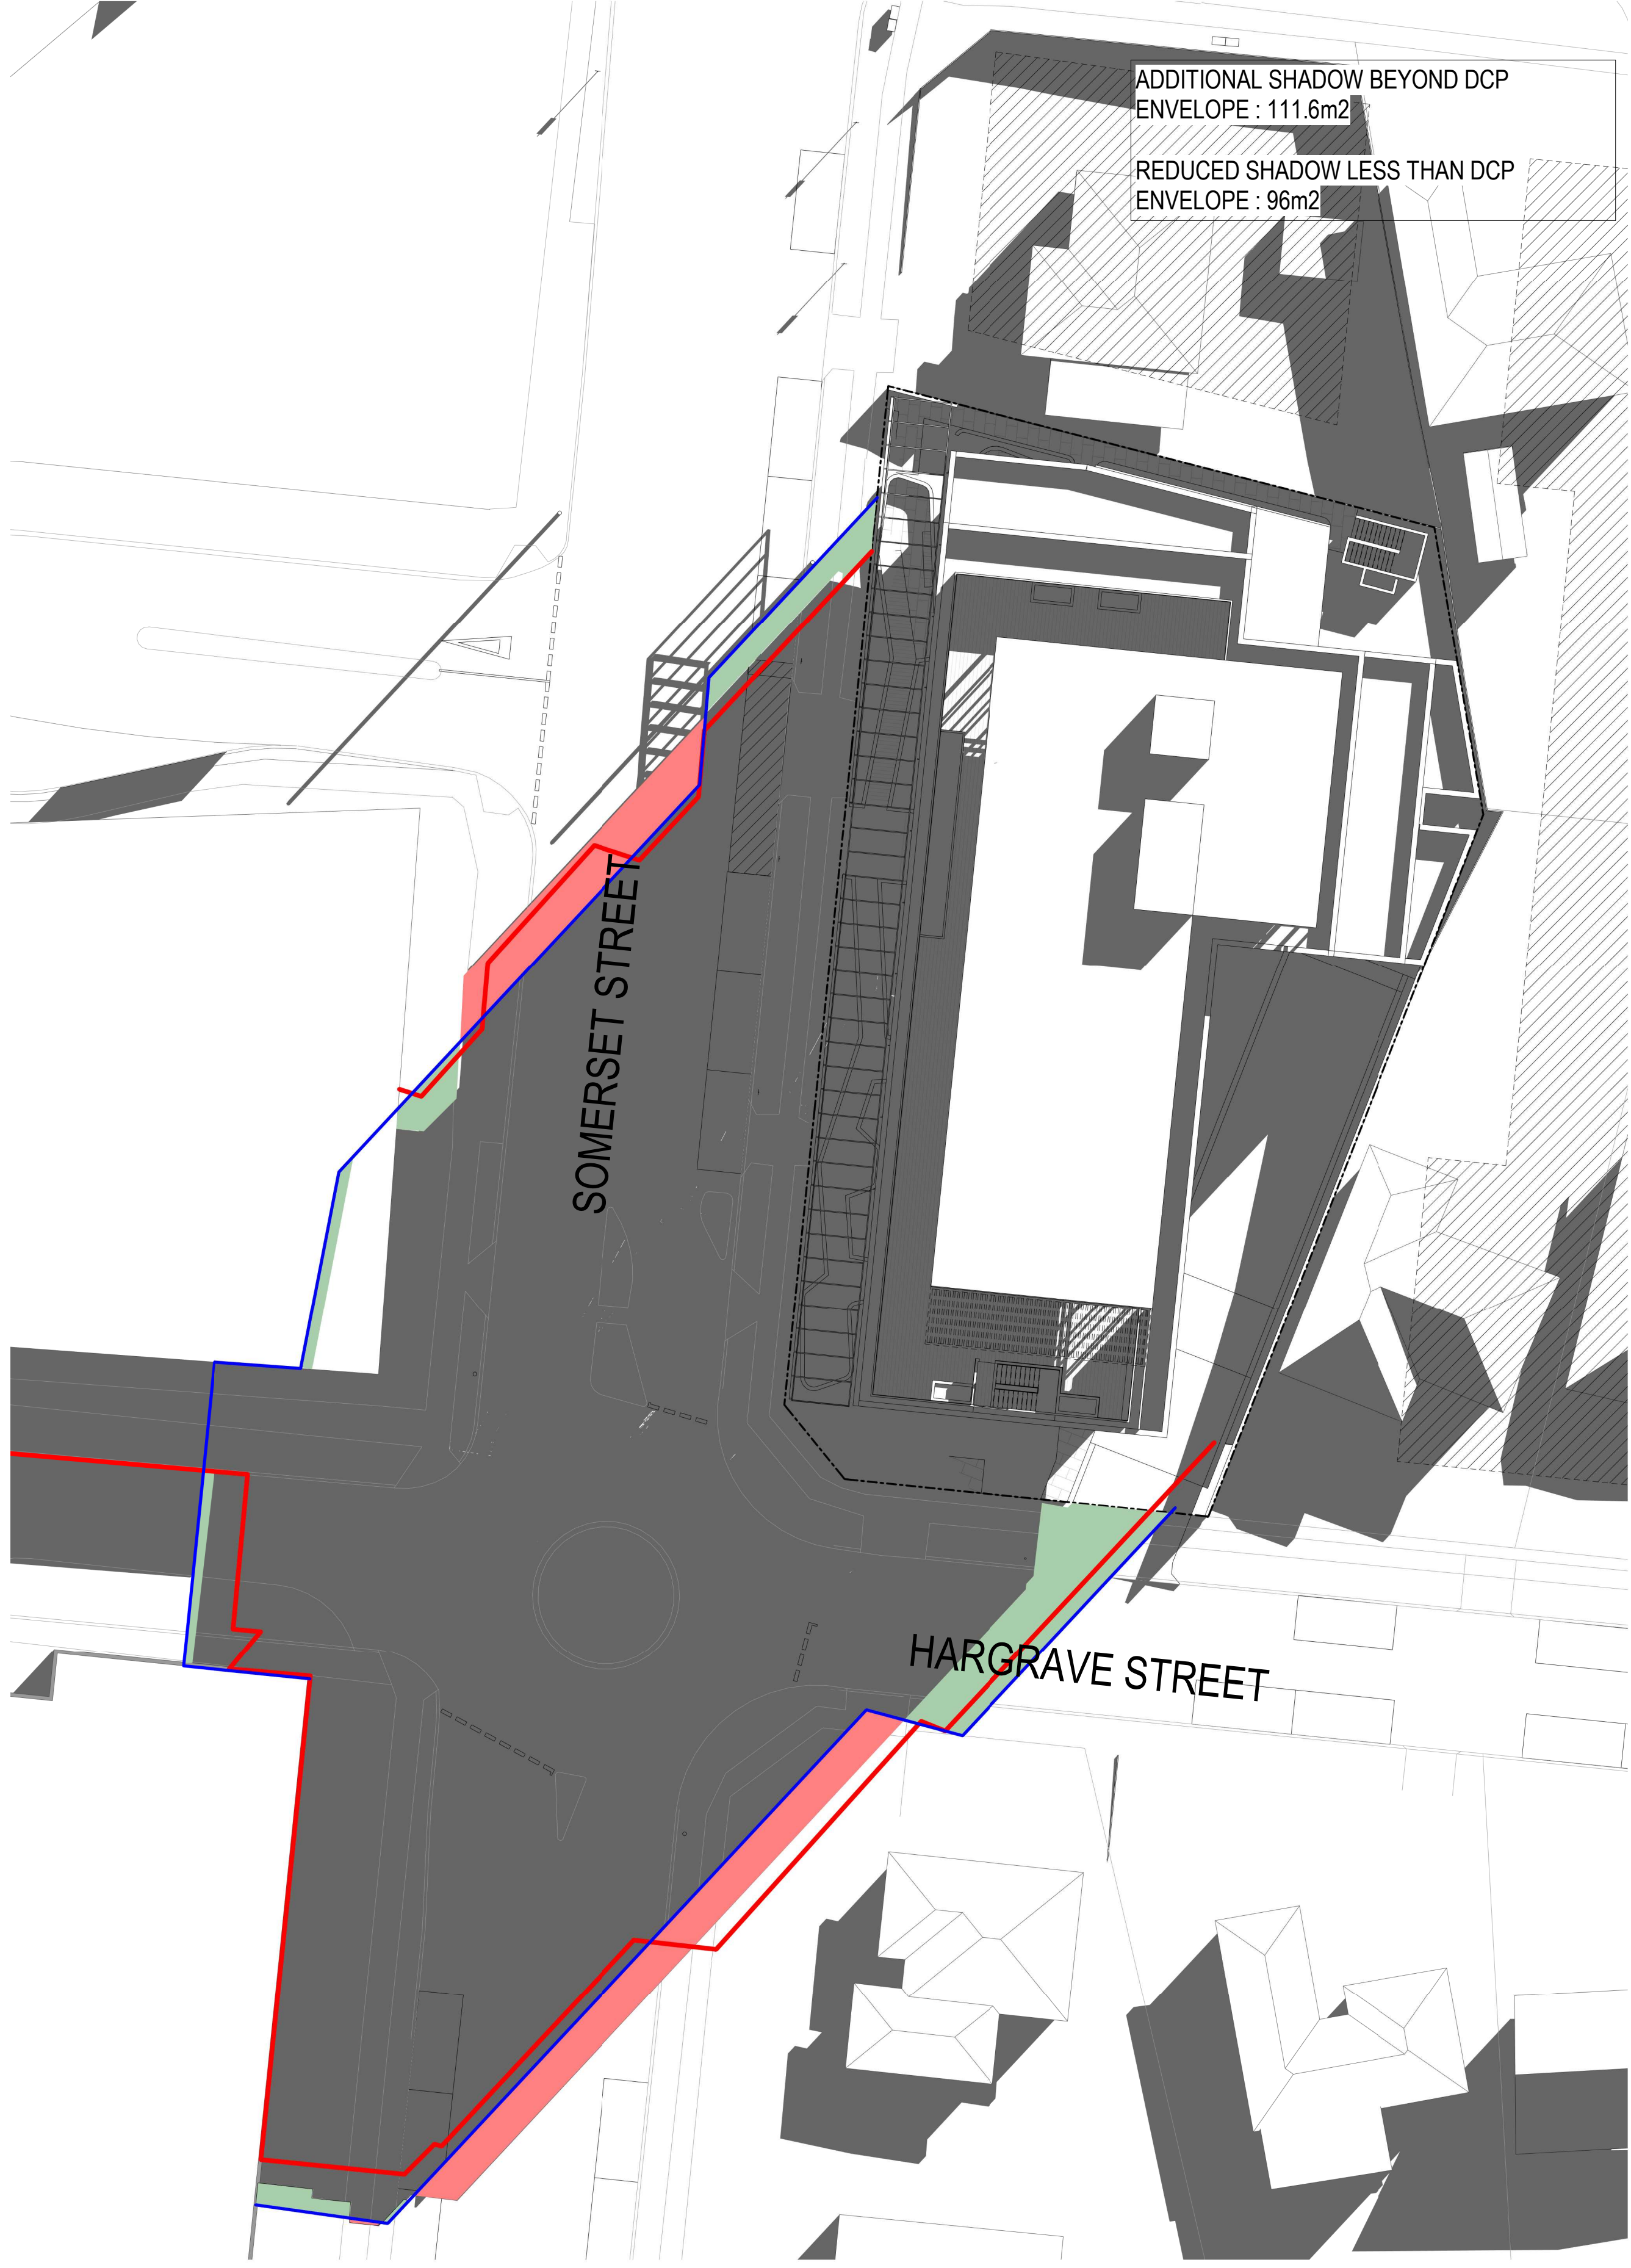 ADDITIONAL SHADOW BEYOND DCP
ENVELOPE : 111.6m2
REDUCED SHADOW LESS THAN DCP
ENVELOPE : 96m2
SOMERSET STREET
HARGRAVE STREET